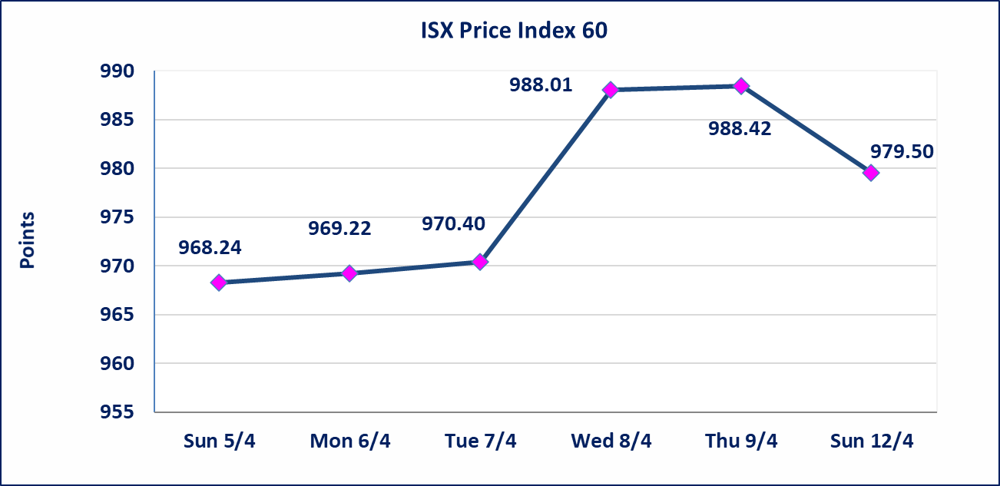 ISX Price Index 60
990
985
980
975
970
965
960
955
Points
968.24
969.22
970.40
988.01
988.42
979.50
Sun 5/4
Mon 6/4
Tue 7/4
Wed 8/4
Thu 9/4
Sun 12/4